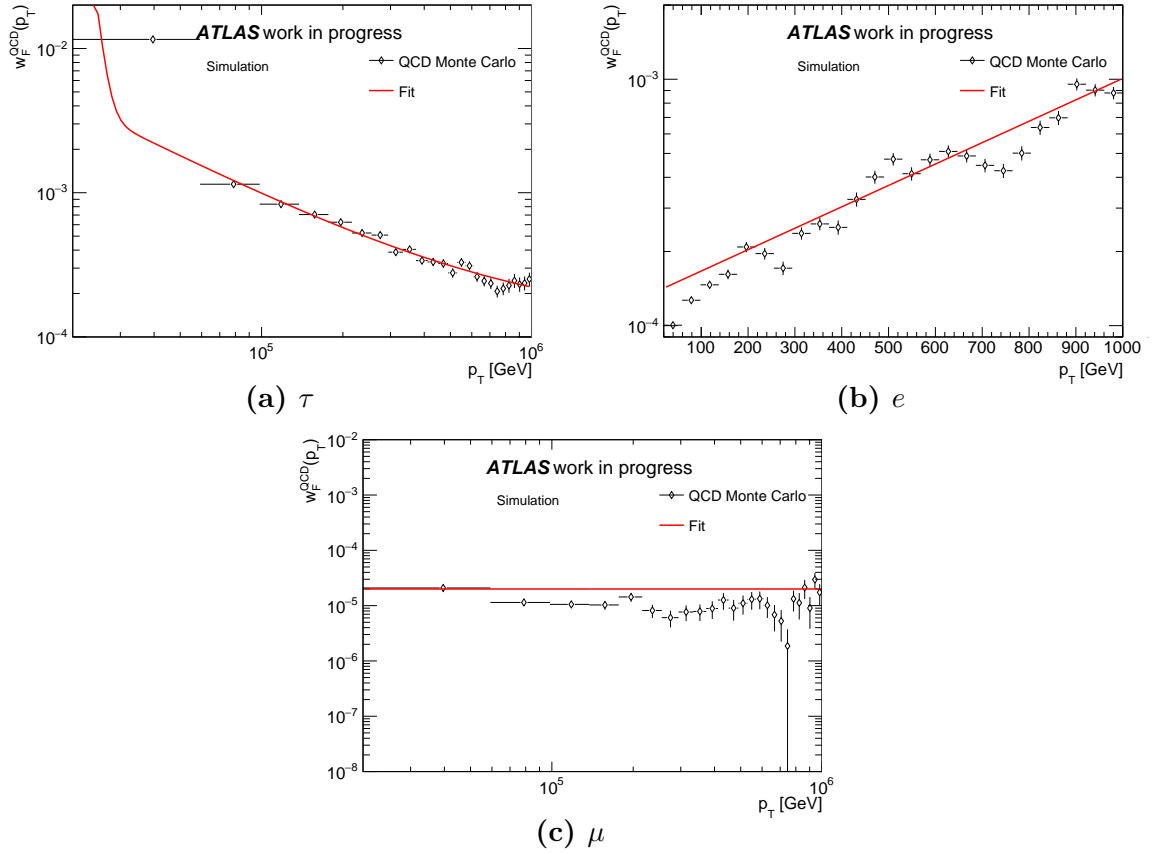 w_F^QCD(p_T)
10^-2
10^-3
10^-4
ATLAS work in progress
Simulation
QCD Monte Carlo
Fit
10^5
10^6
p_T [GeV]
(a) τ
w_F^QCD(p_T)
10^-3
10^-4
ATLAS work in progress
Simulation
QCD Monte Carlo
Fit
100 200 300 400 500 600 700 800 900 1000
p_T [GeV]
(b) e
w_F^QCD(p_T)
10^-2
10^-3
10^-4
10^-5
10^-6
10^-7
10^-8
ATLAS work in progress
Simulation
QCD Monte Carlo
Fit
10^5
10^6
p_T [GeV]
(c) μ